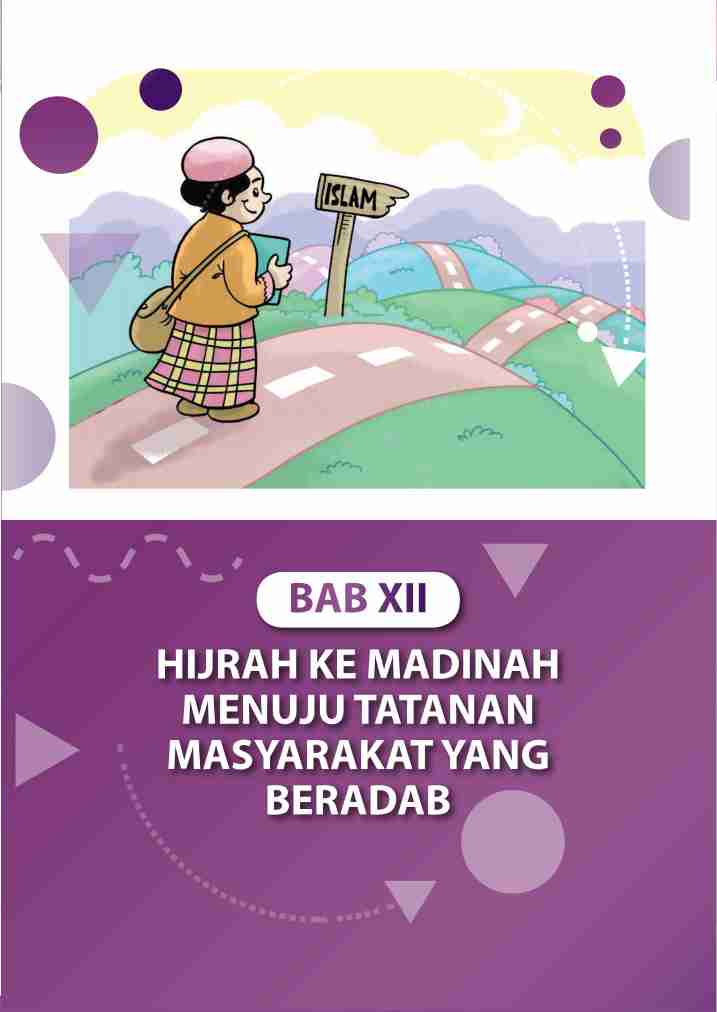 ISLAM
BAB XII
HIJRAH KE MADINAH
MENUJU TATANAN
MASYARAKAT YANG
BERADAB